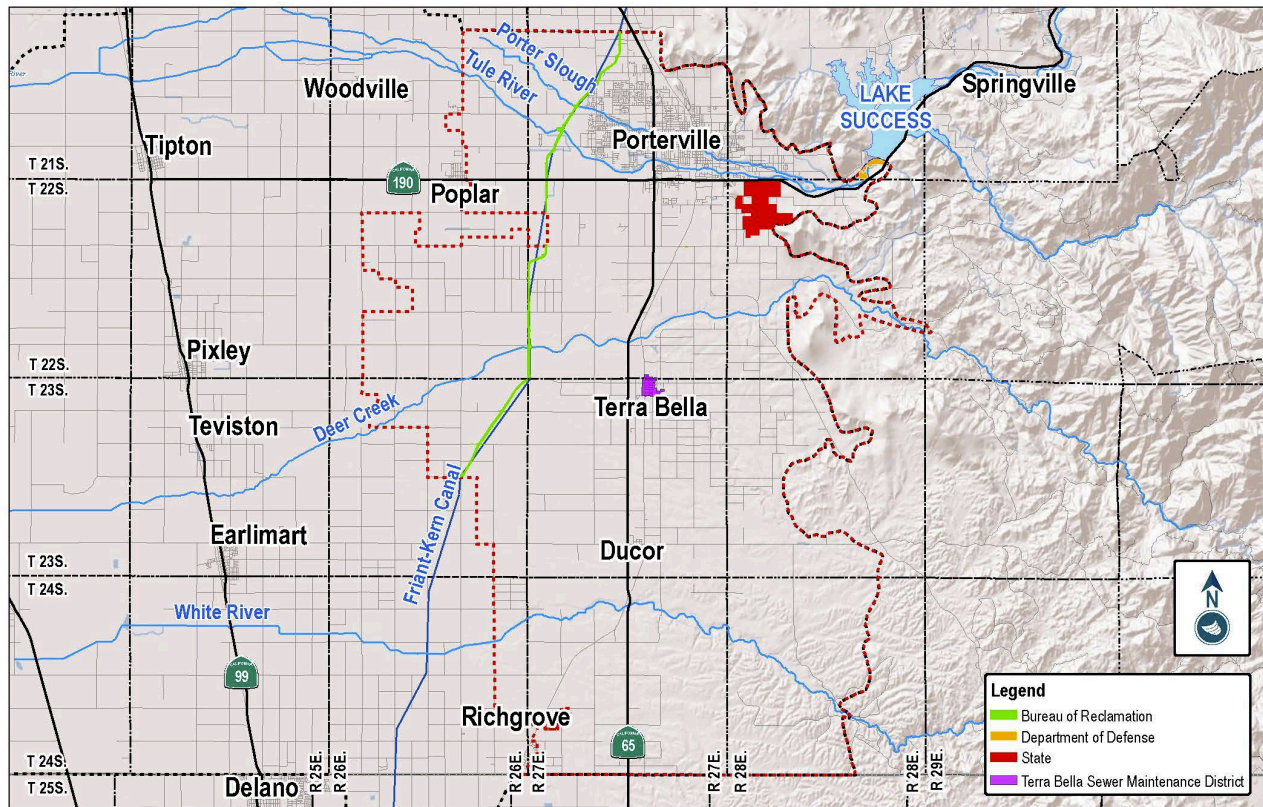 Porter Slough
Tule River
Woodville
LAKE
SUCCESS
Springville
Tipton
Porterville
T 21S.
T 22S.
CALIFORNIA
190
Poplar
Pixley
T 22S.
T 23S.
Teviston
Deer Creek
Terra Bella
Friant-Kern Canal
Earlimart
Ducor
T 23S.
T 24S.
White River
N
CALIFORNIA
99
Richgrove
CALIFORNIA
65
Legend
Bureau of Reclamation
Department of Defense
State
Terra Bella Sewer Maintenance District
T 24S.
T 25S.
Delano
R 25E.
R 26E.
R 26E.
R 27E.
R 27E.
R 28E.
R 28E.
R 29E.